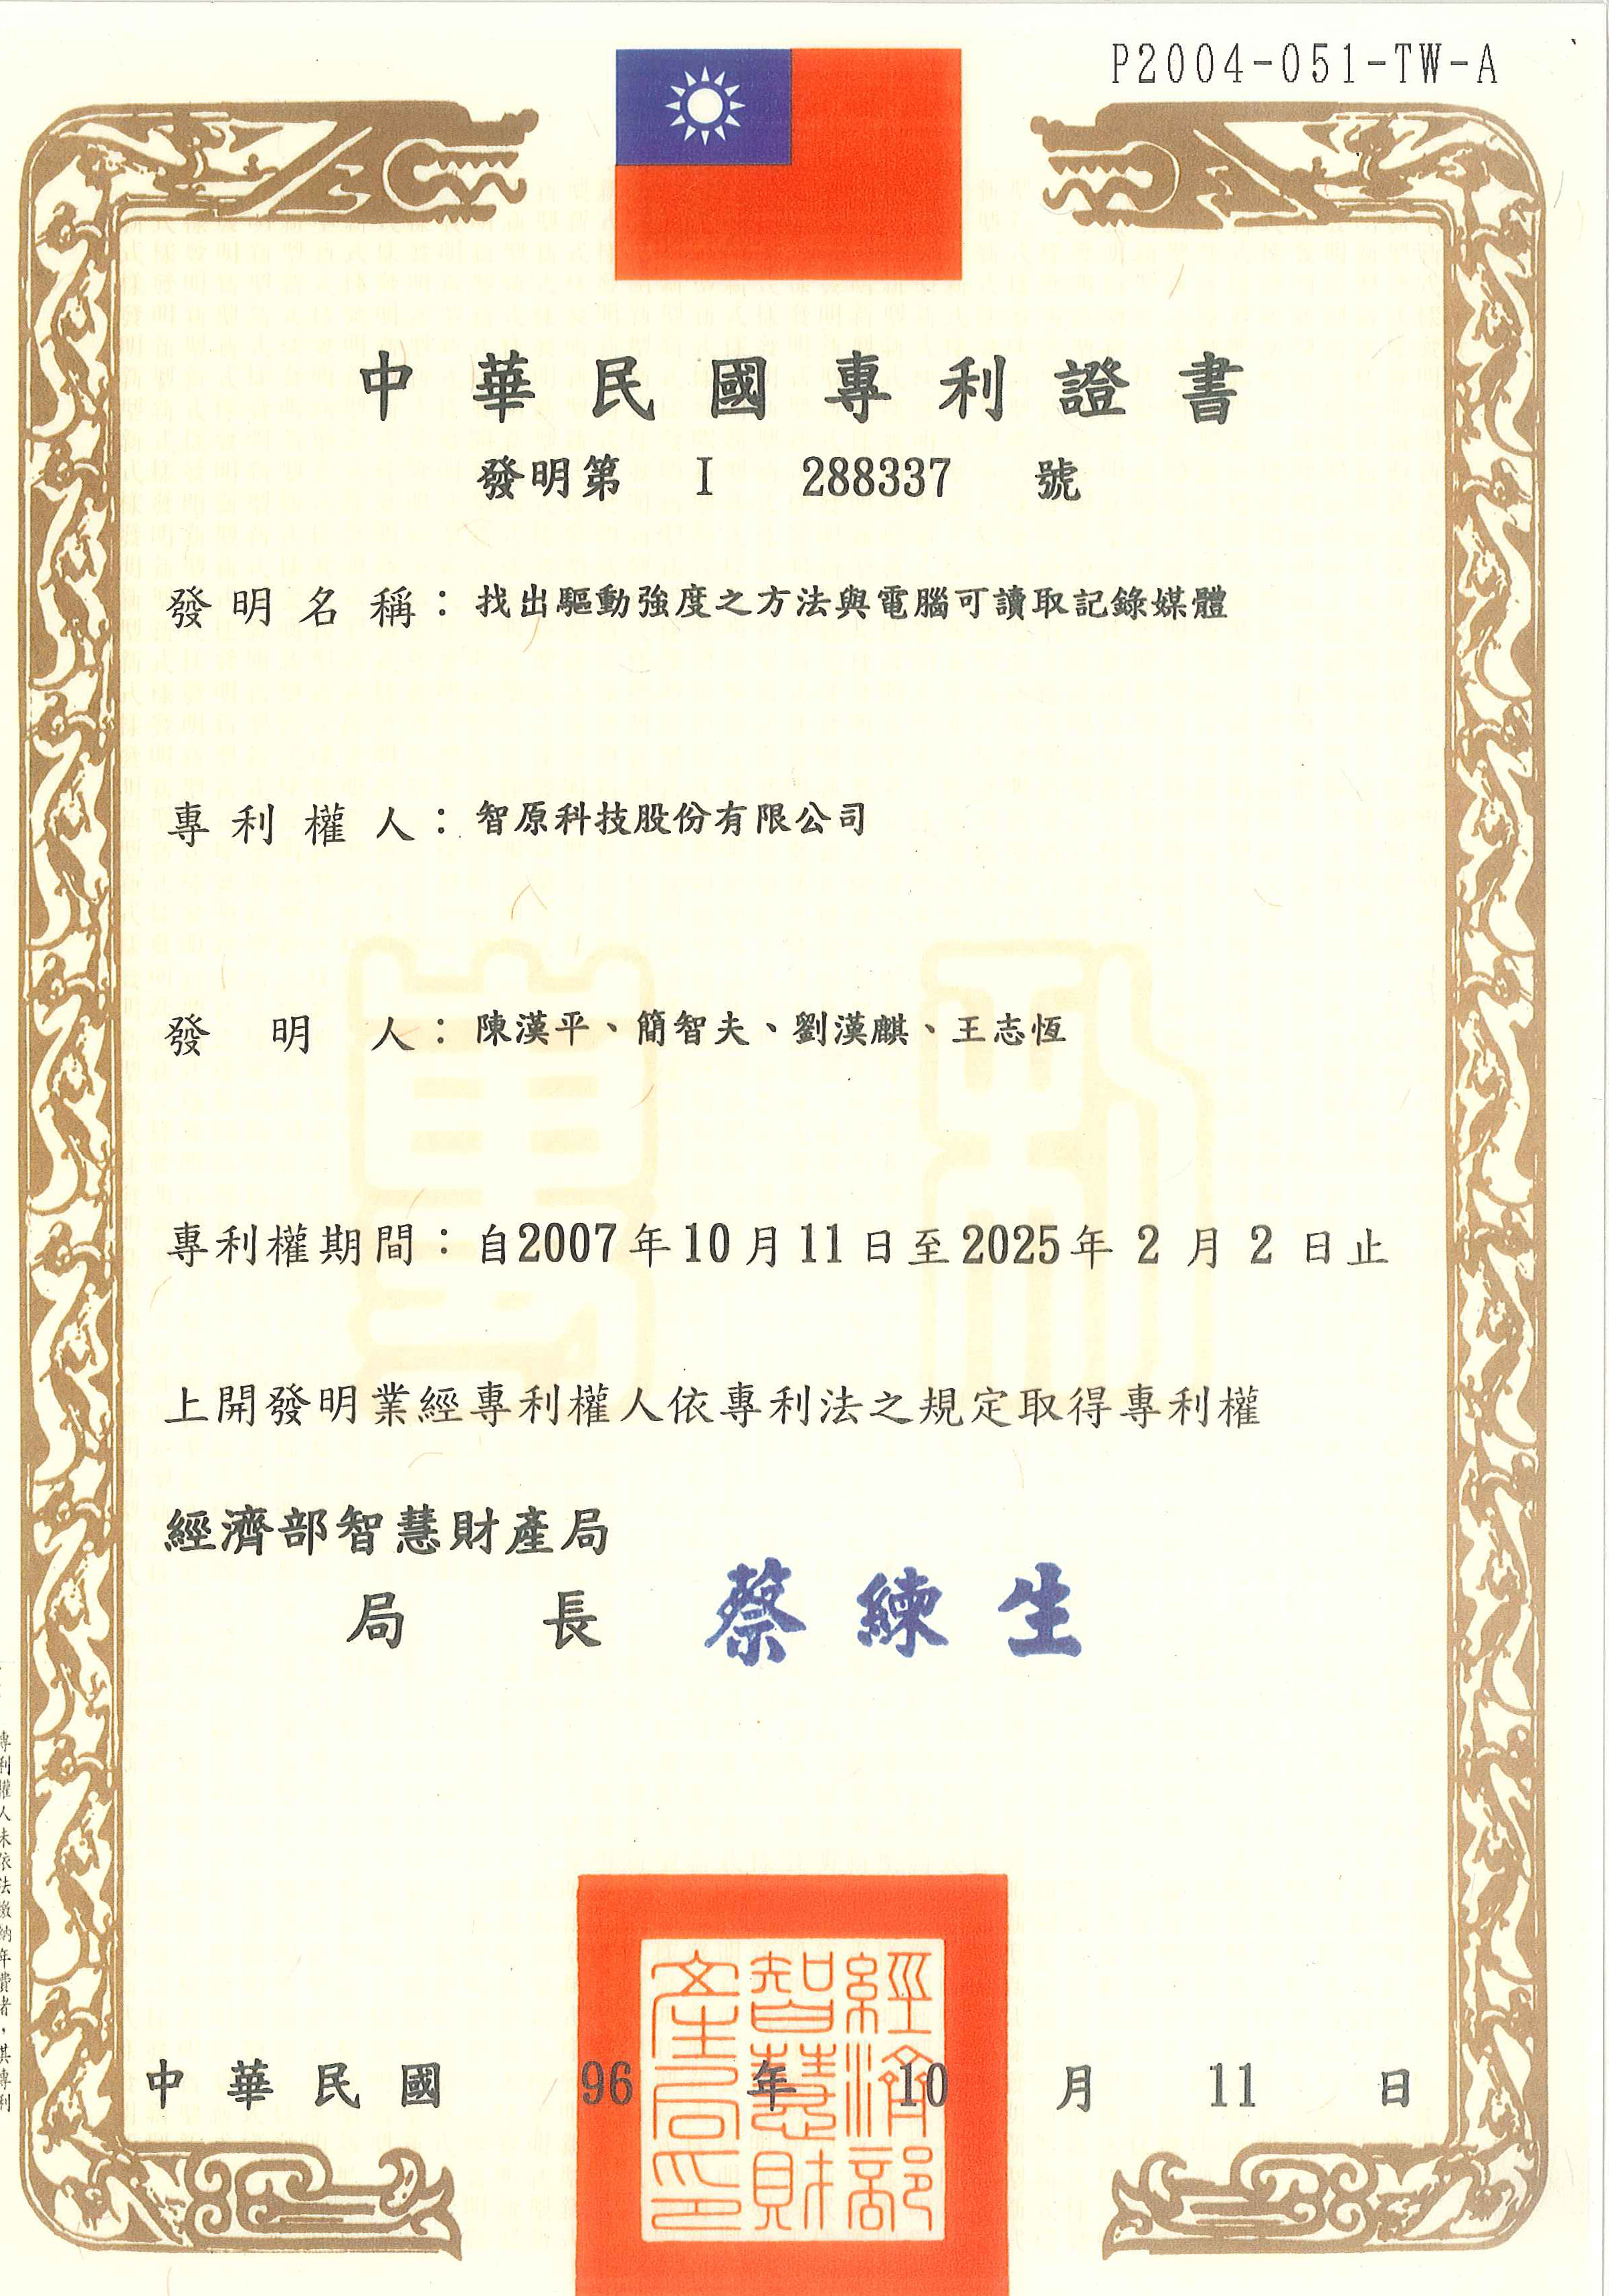 P2004-051-TW-A
中華民國專利證書
發明第 I 288337 號
發明名稱：找出驅動強度之方法與電腦可讀取記錄媒體
專利權人：智原科技股份有限公司
發明人：陳漢平、簡智夫、劉漢麒、王志恆
專利權期間：自2007年10月11日至2025年2月2日止
上開發明業經專利權人依專利法之規定取得專利權
經濟部智慧財產局
局長 蔡練生
經濟部智慧財產局印
中華民國 96 年 10 月 11 日
專利權人未依法繳納年費者，其專利